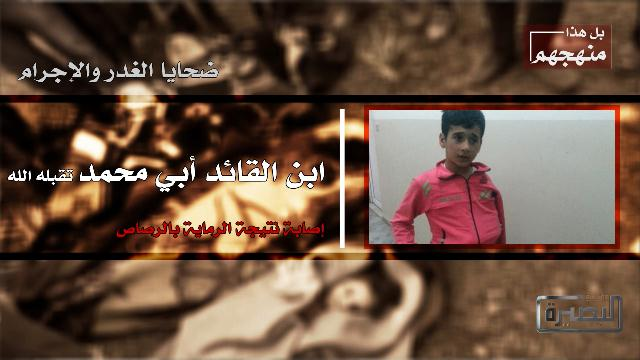 بل هذا
منهجهم
ضحايا الغدر والإجرام
ابن القائد أبي محمد تقبله الله
إصابة نتيجة الرماية بالرصاص
البصيرة